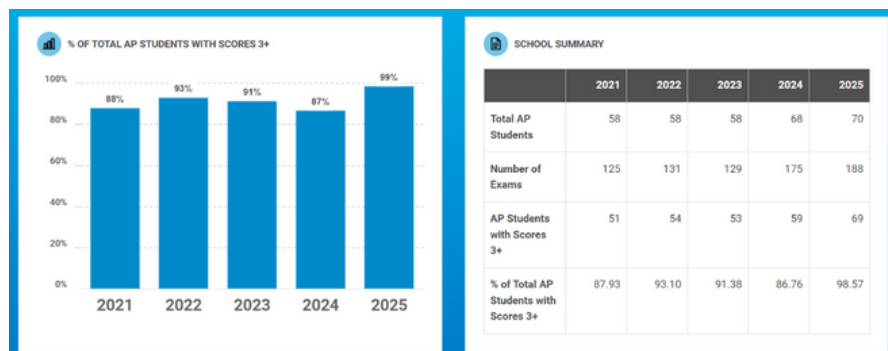 % OF TOTAL AP STUDENTS WITH SCORES 3+
100%
80%
60%
40%
20%
0%
88%
93%
91%
87%
99%
2021 2022 2023 2024 2025
SCHOOL SUMMARY
2021 2022 2023 2024 2025
Total AP
Students
58 58 58 68 70
Number of
Exams
125 131 129 175 188
AP Students
with Scores
3+
51 54 53 59 69
% of Total AP
Students with
Scores 3+
87.93 93.10 91.38 86.76 98.57